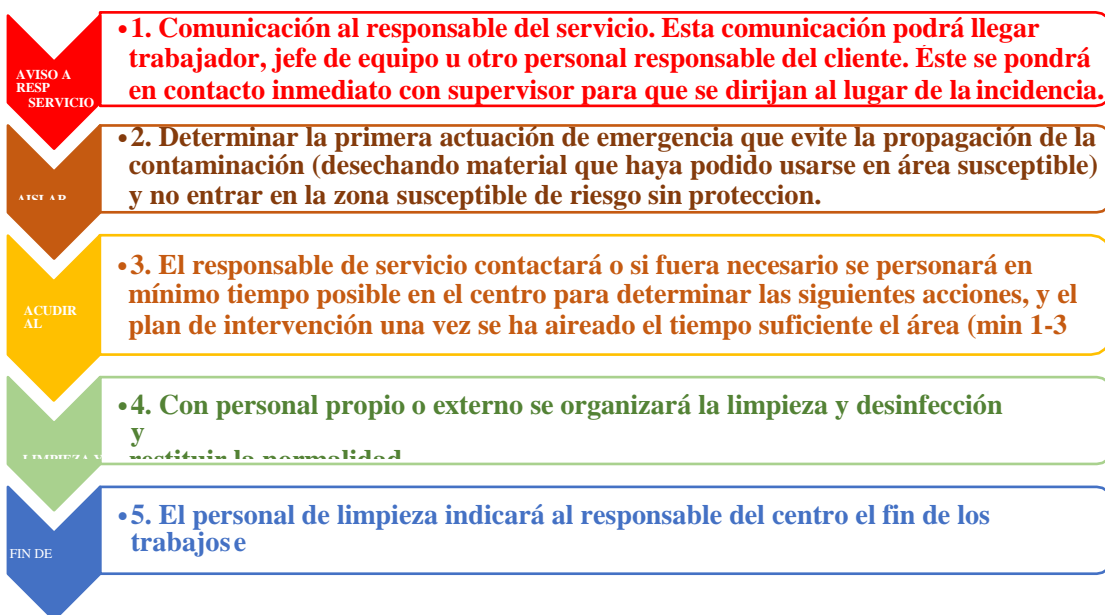 AVISO A
RESP
SERVICIO
• 1. Comunicación al responsable del servicio. Esta comunicación podrá llegar
trabajador, jefe de equipo u otro personal responsable del cliente. Éste se pondrá
en contacto inmediato con supervisor para que se dirijan al lugar de la incidencia.
AISLAR
• 2. Determinar la primera actuación de emergencia que evite la propagación de la
contaminación (desechando material que haya podido usarse en área susceptible)
y no entrar en la zona susceptible de riesgo sin proteccion.
ACUDIR
AL
• 3. El responsable de servicio contactará o si fuera necesario se personará en
mínimo tiempo posible en el centro para determinar las siguientes acciones, y el
plan de intervención una vez se ha aireado el tiempo suficiente el área (min 1-3
LIMPIEZA Y
• 4. Con personal propio o externo se organizará la limpieza y desinfección
y
restituir la normalidad
FIN DE
• 5. El personal de limpieza indicará al responsable del centro el fin de los
trabajos e